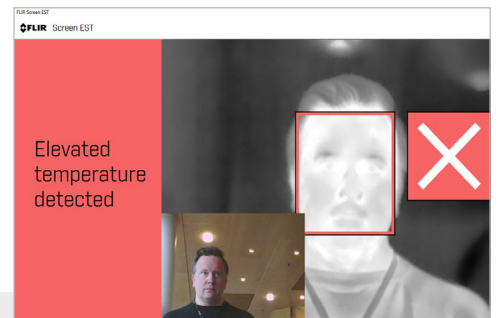 FLIR Screen EST
FLIR Screen EST
Elevated
temperature
detected